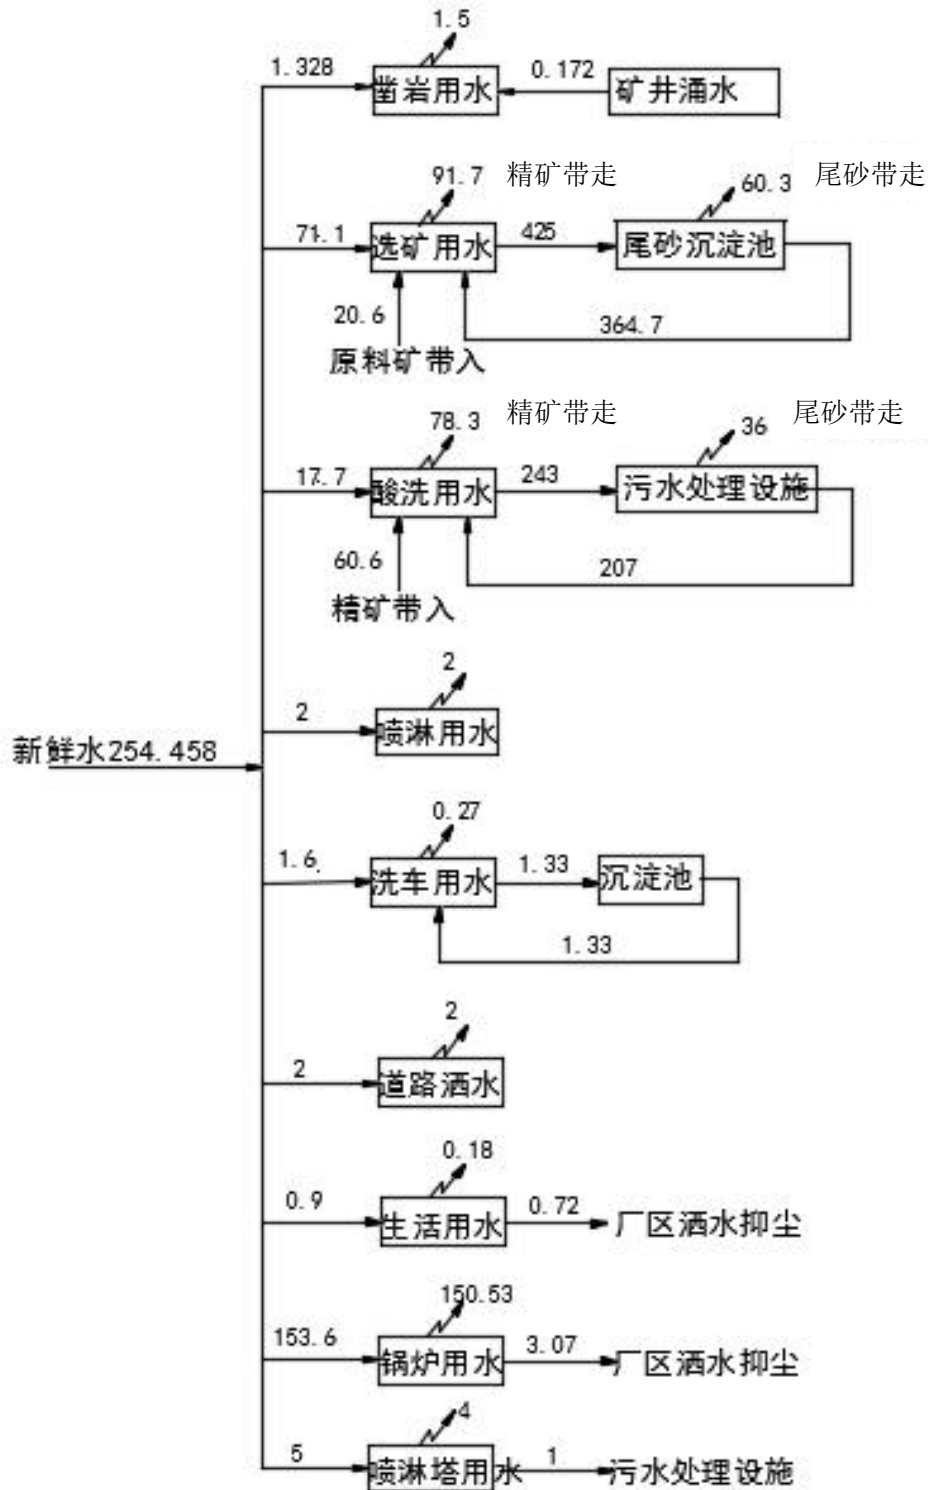 1.5
1.328
凿岩用水
0.172
矿井涌水
91.7 精矿带走
60.3 尾砂带走
71.1
选矿用水
425
尾砂沉淀池
20.6
364.7
原料矿带入
78.3 精矿带走
36 尾砂带走
17.7
酸洗用水
243
污水处理设施
60.6
207
精矿带入
2
2
喷淋用水
新鲜水254.458
0.27
1.6
洗车用水
1.33
沉淀池
1.33
2
2
道路洒水
0.18
0.9
生活用水
0.72
厂区洒水抑尘
150.53
153.6
锅炉用水
3.07
厂区洒水抑尘
4
5
喷淋塔用水
1
污水处理设施